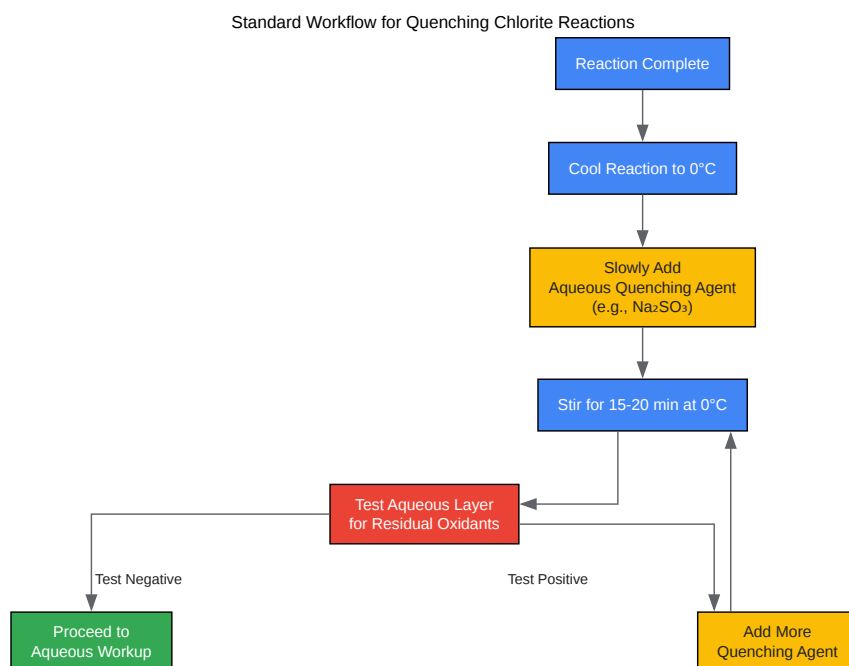 Standard Workflow for Quenching Chlorite Reactions
Reaction Complete
Cool Reaction to 0°C
Slowly Add
Aqueous Quenching Agent
(e.g., Na₂SO₃)
Stir for 15-20 min at 0°C
Test Aqueous Layer
for Residual Oxidants
Test Negative
Test Positive
Proceed to
Aqueous Workup
Add More
Quenching Agent